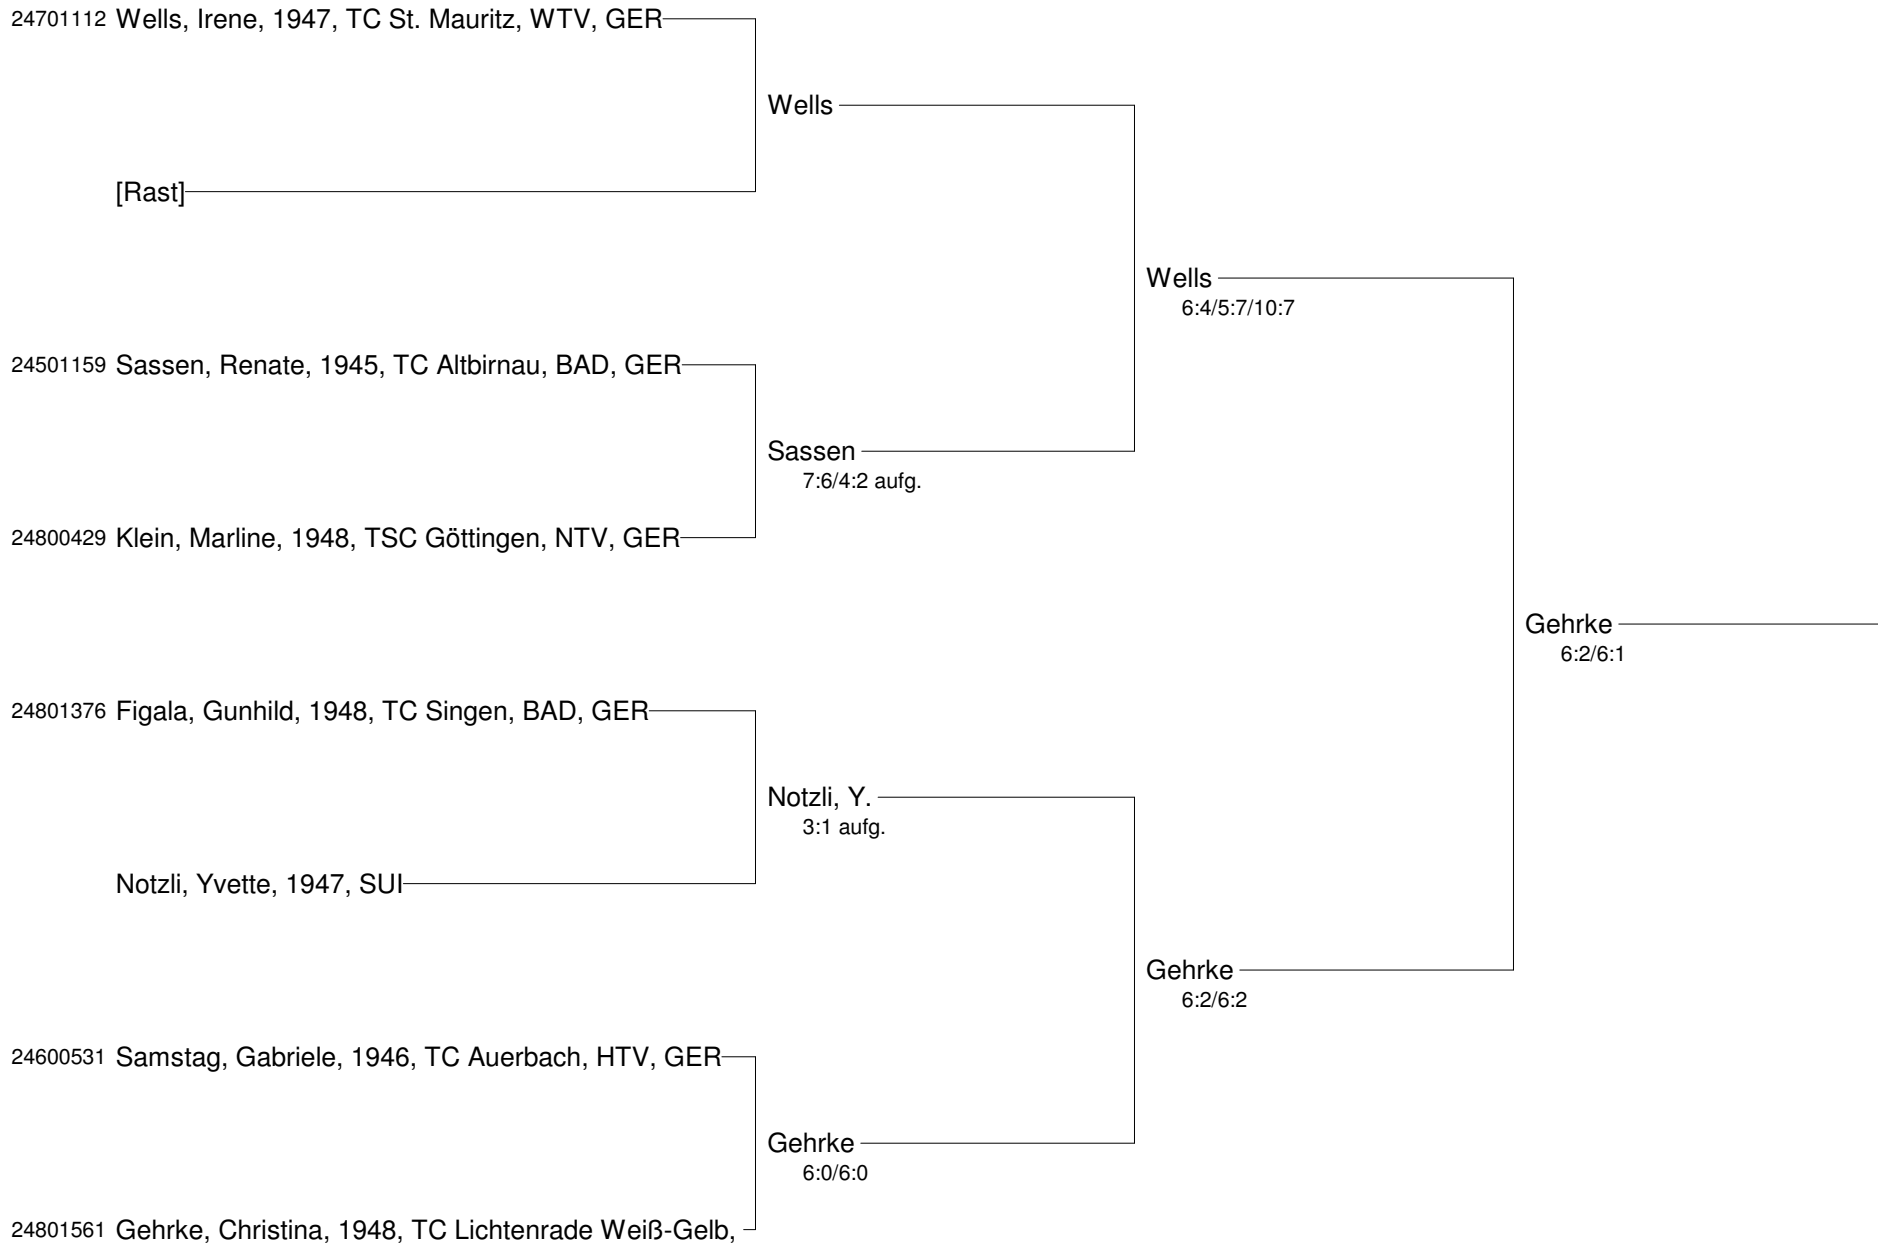 24701112 Wells, Irene, 1947, TC St. Mauritz, WTV, GER
Wells
[Rast]
Wells
6:4/5:7/10:7
24501159 Sassen, Renate, 1945, TC Altbirnau, BAD, GER
Sassen
7:6/4:2 aufg.
24800429 Klein, Marline, 1948, TSC Göttingen, NTV, GER
Gehrke
6:2/6:1
24801376 Figala, Gunhild, 1948, TC Singen, BAD, GER
Notzli, Y.
3:1 aufg.
Notzli, Yvette, 1947, SUI
Gehrke
6:2/6:2
24600531 Samstag, Gabriele, 1946, TC Auerbach, HTV, GER
Gehrke
6:0/6:0
24801561 Gehrke, Christina, 1948, TC Lichtenrade Weiß-Gelb,